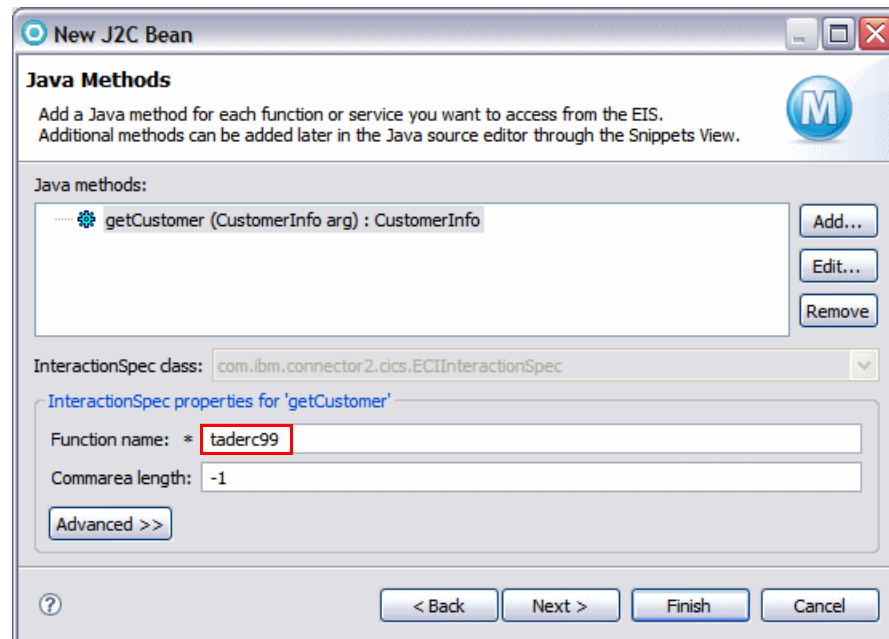 New J2C Bean
Java Methods
Add a Java method for each function or service you want to access from the EIS.
Additional methods can be added later in the Java source editor through the Snippets View.
M
Java methods:
getCustomer (CustomerInfo arg) : CustomerInfo
Add...
Edit...
Remove
InteractionSpec class: com.ibm.connector2.cics.ECIInteractionSpec
InteractionSpec properties for 'getCustomer'
Function name: * taderc99
Commarea length: -1
Advanced >>
? < Back Next > Finish Cancel